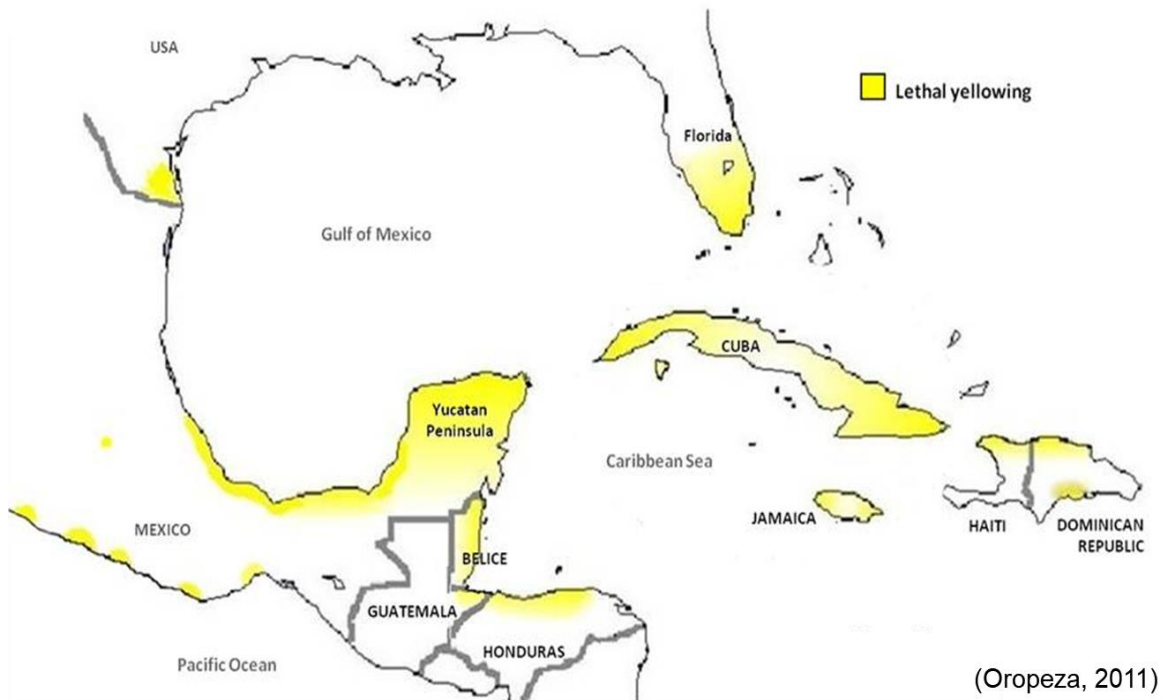 USA
Lethal yellowing
Florida
Gulf of Mexico
CUBA
Yucatan
Peninsula
Caribbean Sea
JAMAICA
HAITI
DOMINICAN
REPUBLIC
MEXICO
BELICE
GUATEMALA
HONDURAS
Pacific Ocean
(Oropeza, 2011)